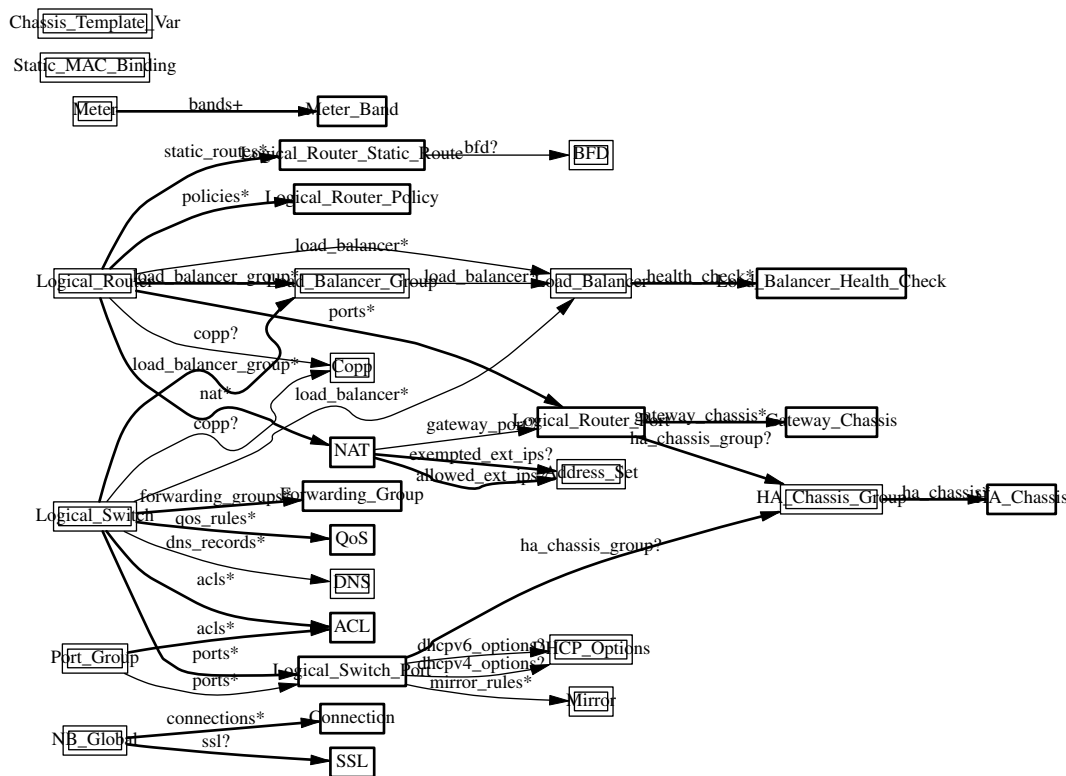 Chassis_Template_Var
Static_MAC_Binding
Meter
bands+
Meter_Band
static_routes*
Logical_Router_Static_Route
bfd?
BFD
policies*
Logical_Router_Policy
load_balancer*
Logical_Router
load_balancer_group*
Load_Balancer_Group
load_balancer*
Load_Balancer
health_check*
Load_Balancer_Health_Check
ports*
copp?
load_balancer_group*
Copp
nat*
load_balancer*
copp?
gateway_port?
Logical_Router_Port
gateway_chassis*
Gateway_Chassis
ha_chassis_group?
NAT
exempted_ext_ips?
allowed_ext_ips?
Address_Set
forwarding_groups*
Forwarding_Group
HA_Chassis_Group
ha_chassis*
HA_Chassis
Logical_Switch
qos_rules*
QoS
dns_records*
ha_chassis_group?
DNS
acls*
acls*
ACL
Port_Group
ports*
ports*
Logical_Switch_Port
dhcpv6_options?
DHCP_Options
dhcpv4_options?
mirror_rules*
Mirror
connections*
Connection
NB_Global
ssl?
SSL